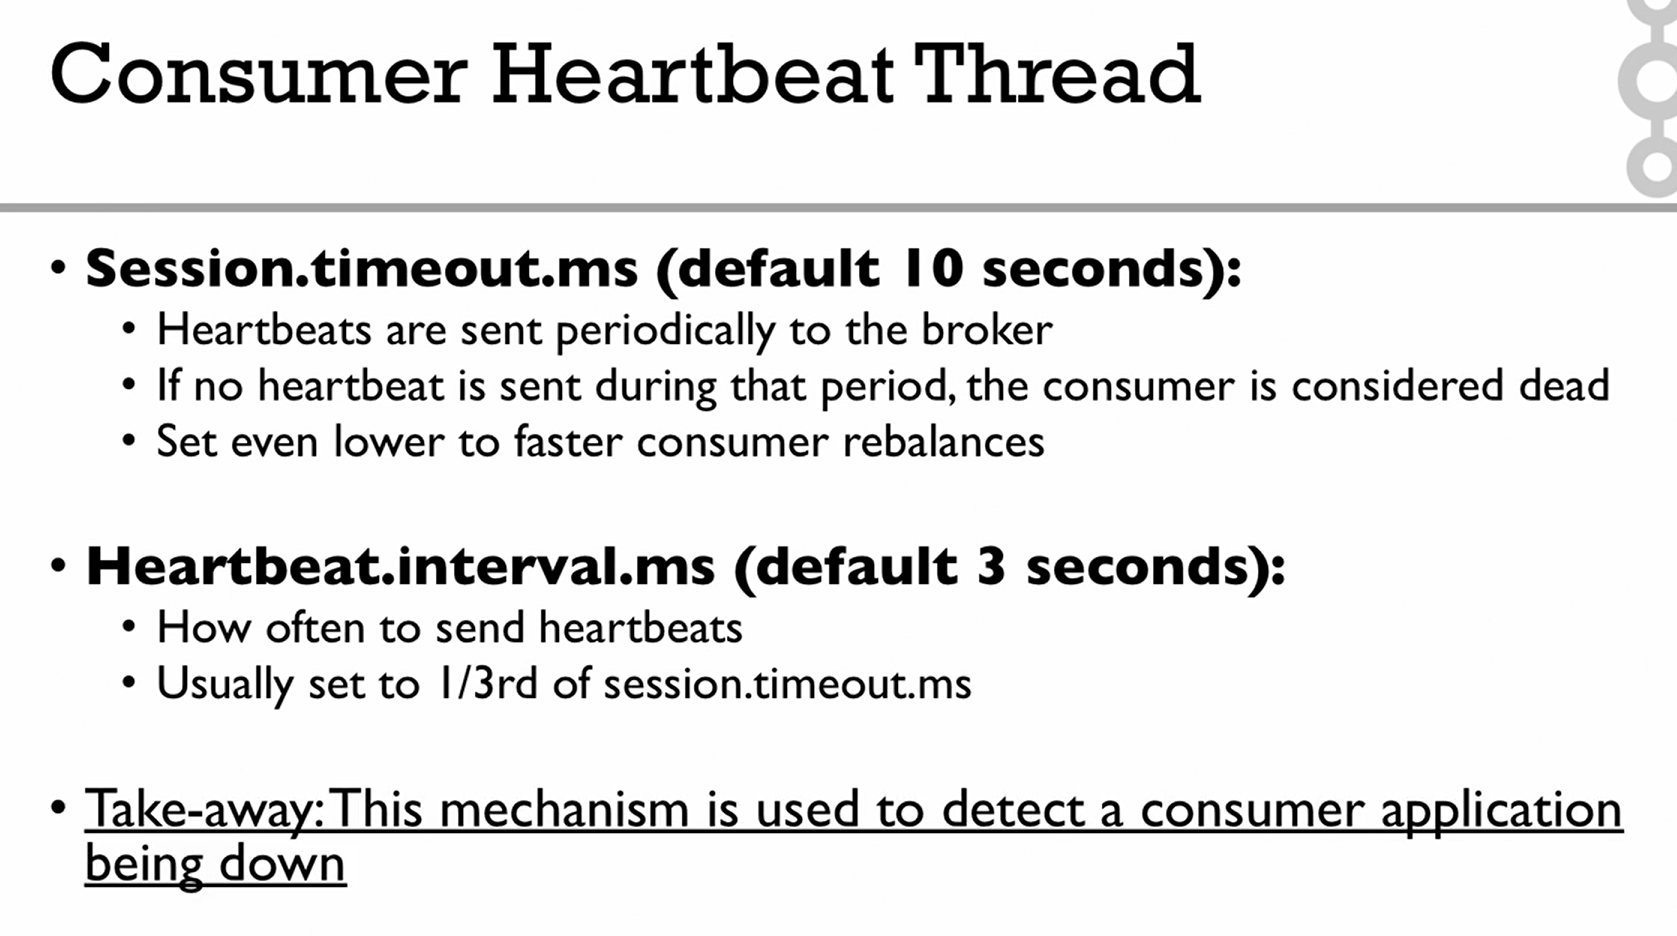 Consumer Heartbeat Thread
• Session.timeout.ms (default 10 seconds):
• Heartbeats are sent periodically to the broker
• If no heartbeat is sent during that period, the consumer is considered dead
• Set even lower to faster consumer rebalances
• Heartbeat.interval.ms (default 3 seconds):
• How often to send heartbeats
• Usually set to 1/3rd of session.timeout.ms
• Take-away: This mechanism is used to detect a consumer application
being down